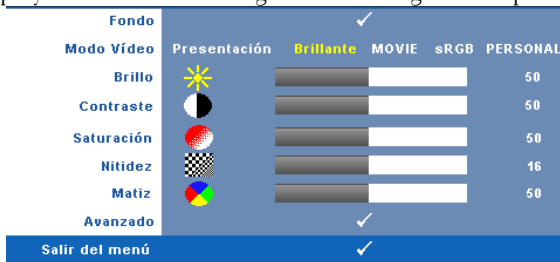 Fondo
Modo Vídeo Presentación Brillante MOVIE sRGB PERSONAL
Brillo 50
Contraste 50
Saturación 50
Nitidez 16
Matiz 50
Avanzado
Salir del menú